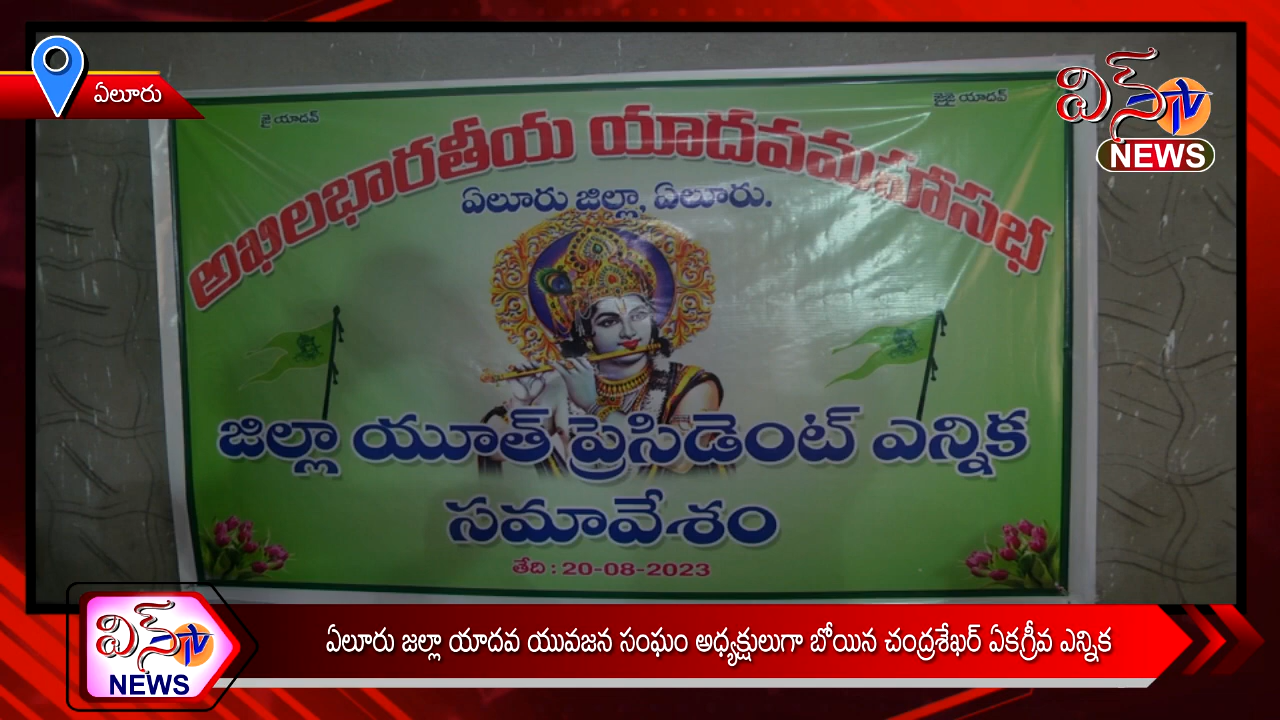 ఏలూరు
విన్ TV
NEWS
జై యాదవ్
జైజై యాదవ్
అఖిలభారతీయ యాదవమహాసభ
ఏలూరు జిల్లా, ఏలూరు.
జిల్లా యూత్ ప్రెసిడెంట్ ఎన్నిక
సమావేశం
తేది : 20-08-2023
విన్ TV
NEWS
ఏలూరు జల్లా యాదవ యువజన సంఘం అధ్యక్షులుగా బోయిన చంద్రశేఖర్ ఏకగ్రీవ ఎన్నిక